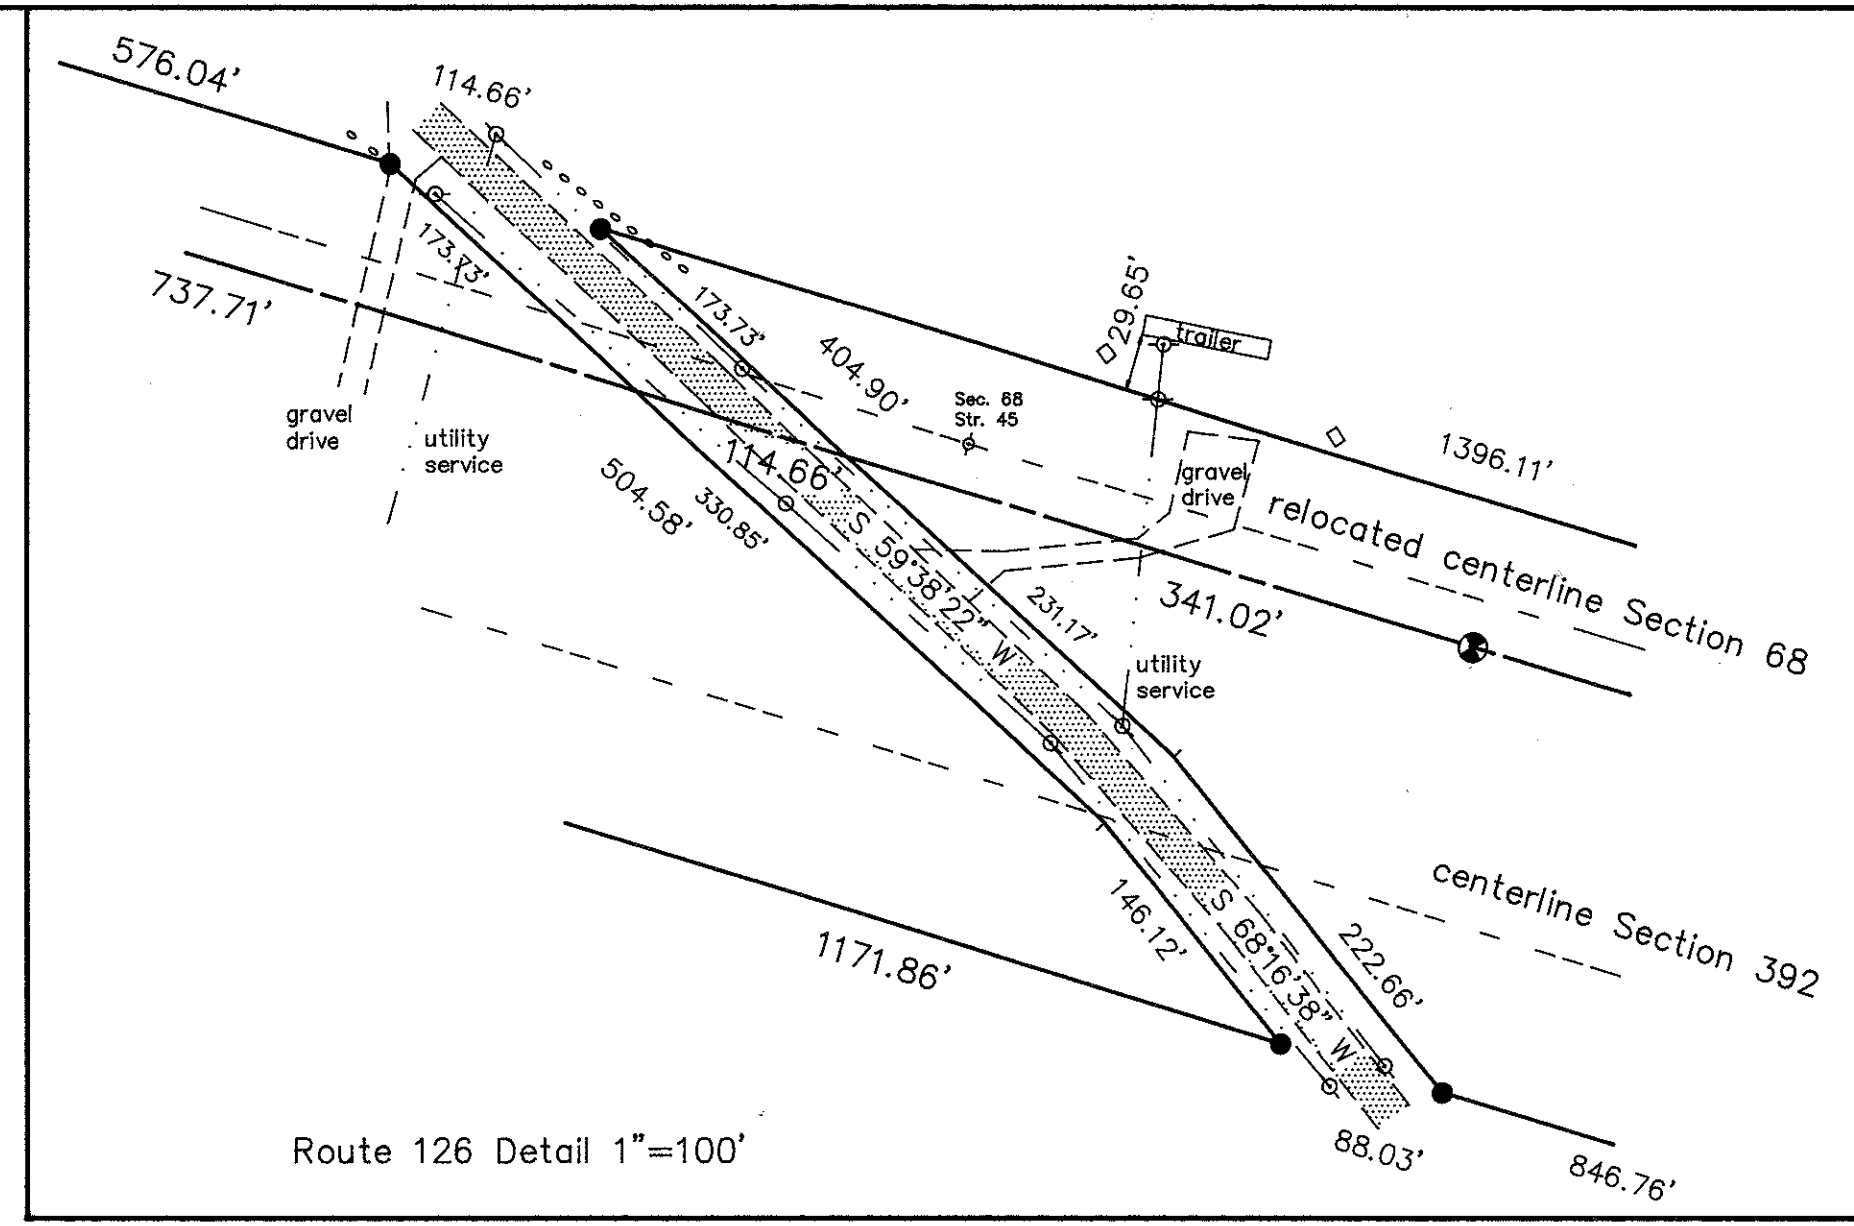 576.04’
114.66’
173.73’
737.71’
173.73’
404.90’
29.65’
trailer
Sec. 68
Str. 45
gravel
drive
utility
service
1396.11’
114.66’
504.58’
330.85’
gravel
drive
relocated centerline Section 68
S 59°38’22” W
231.17’
341.02’
utility
service
centerline Section 392
146.12’
S 68°16’38” W
222.66’
1171.86’
88.03’
846.76’
Route 126 Detail 1”=100’